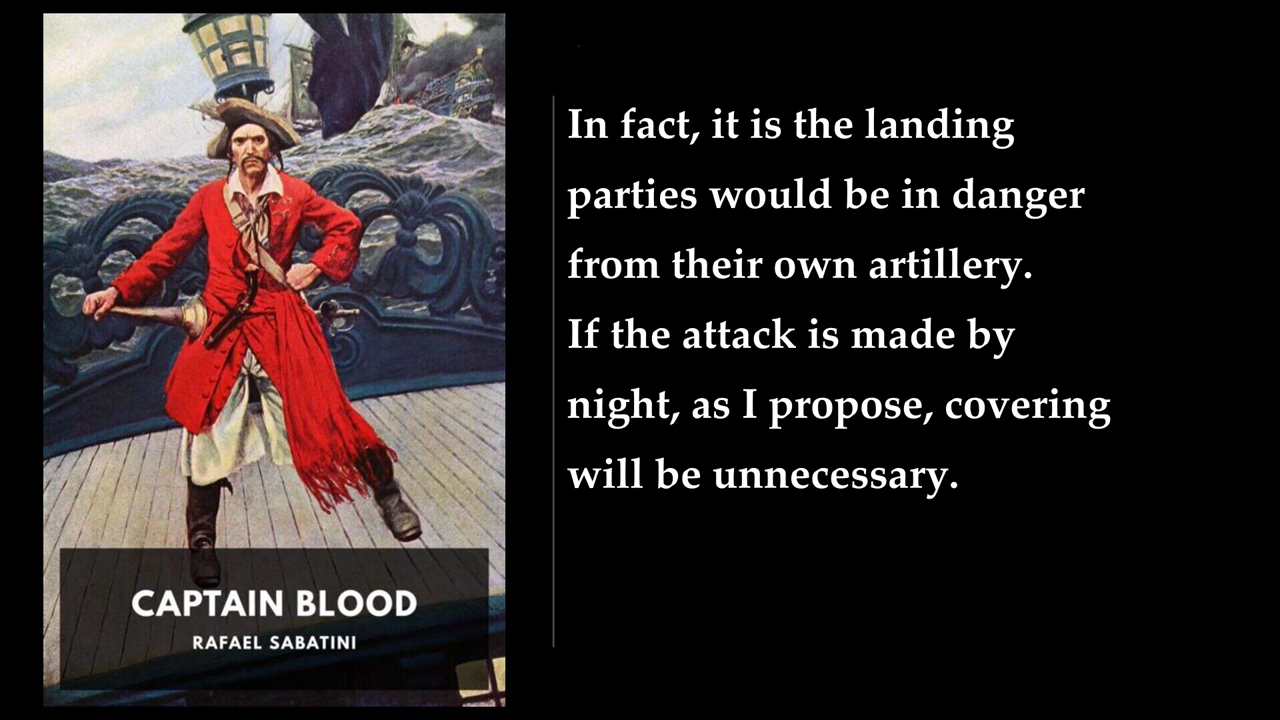 In fact, it is the landing
parties would be in danger
from their own artillery.
If the attack is made by
night, as I propose, covering
will be unnecessary.
CAPTAIN BLOOD
RAFAEL SABATINI